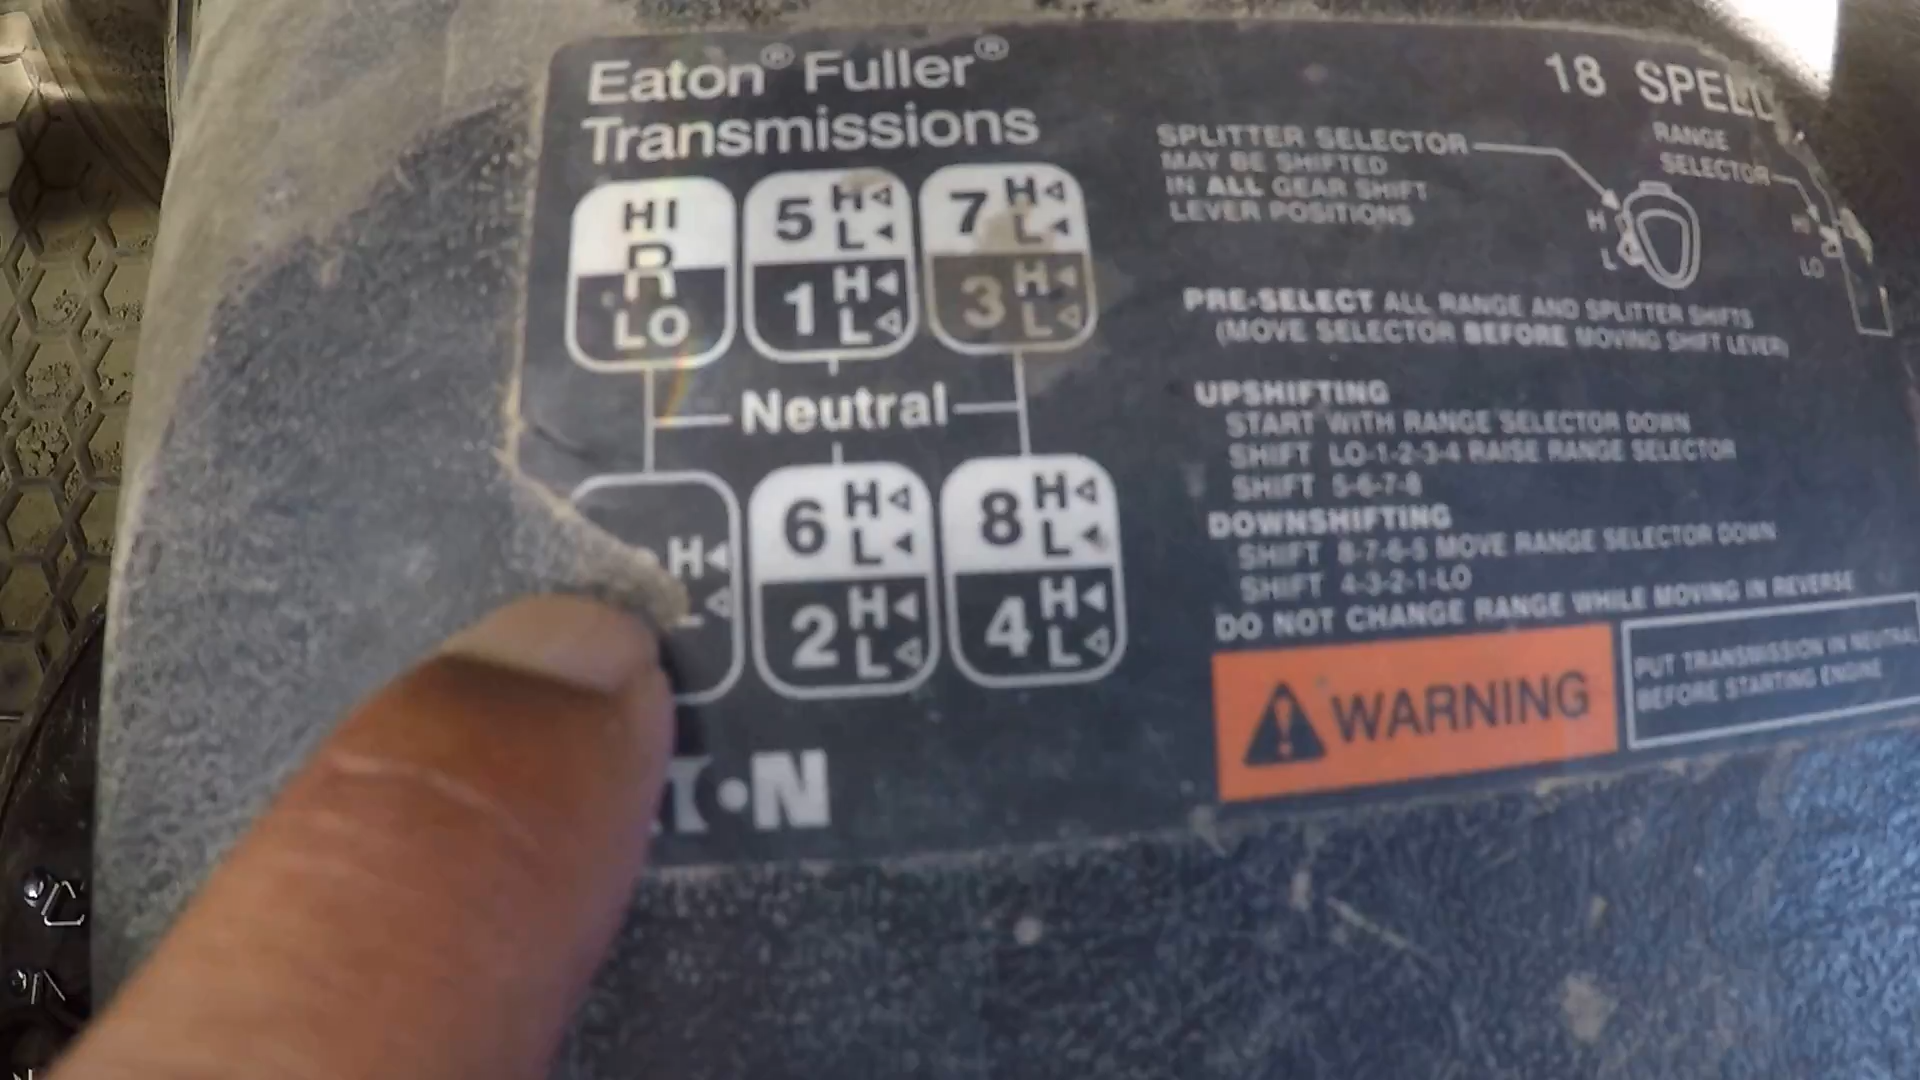 Eaton® Fuller®
Transmissions
HI
R
LO
5 H L
1 H L
7 H L
3 H L
Neutral
H
L
6 H L
2 H L
8 H L
4 H L
T•N
18 SPEED
SPLITTER SELECTOR
MAY BE SHIFTED
IN ALL GEAR SHIFT
LEVER POSITIONS
RANGE
SELECTOR
H
L
HI
LO
PRE-SELECT ALL RANGE AND SPLITTER SHIFTS
(MOVE SELECTOR BEFORE MOVING SHIFT LEVER)
UPSHIFTING
START WITH RANGE SELECTOR DOWN
SHIFT LO-1-2-3-4 RAISE RANGE SELECTOR
SHIFT 5-6-7-8
DOWNSHIFTING
SHIFT 8-7-6-5 MOVE RANGE SELECTOR DOWN
SHIFT 4-3-2-1-LO
DO NOT CHANGE RANGE WHILE MOVING IN REVERSE
WARNING
PUT TRANSMISSION IN NEUTRAL
BEFORE STARTING ENGINE